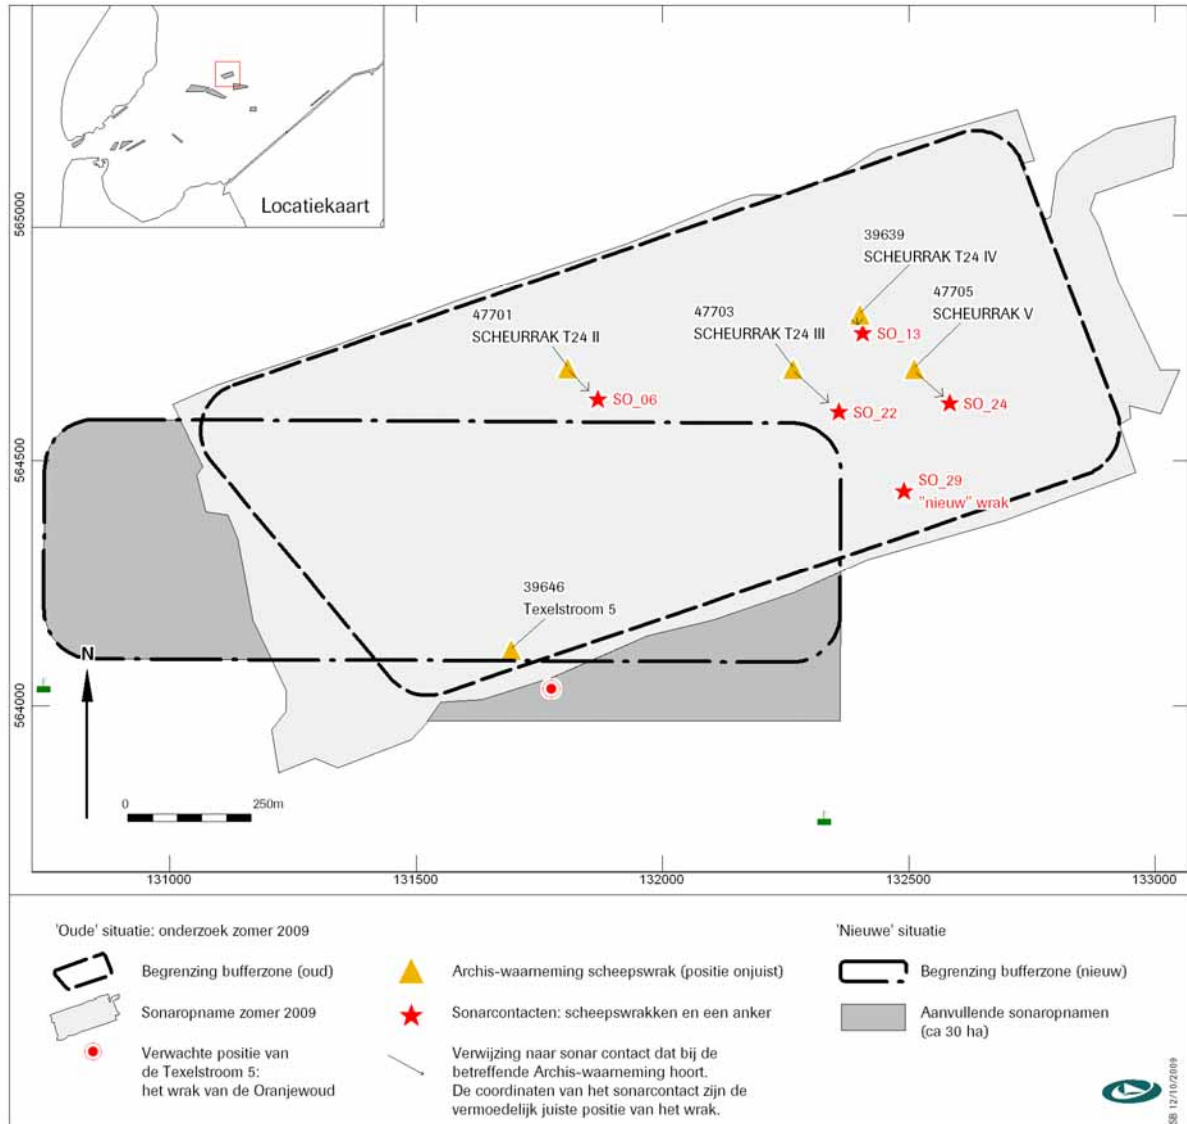 Locatiekaart
565000
564500
564000
39639
SCHEURRAK T24 IV
47705
SCHEURRAK V
47701
SCHEURRAK T24 II
47703
SCHEURRAK T24 III
SO_13
SO_06
SO_22
SO_24
SO_29
"nieuw" wrak
39646
Texelstroom 5
N
0 250m
131000 131500 132000 132500 133000
'Oude' situatie: onderzoek zomer 2009
Begrenzing bufferzone (oud)
Sonaropname zomer 2009
Verwachte positie van
de Texelstroom 5:
het wrak van de Oranjewoud
Archis-waarneming scheepswrak (positie onjuist)
Sonarcontacten: scheepswrakken en een anker
Verwijzing naar sonar contact dat bij de
betreffende Archis-waarneming hoort.
De coordinaten van het sonarcontact zijn de
vermoedelijk juiste positie van het wrak.
'Nieuwe' situatie
Begrenzing bufferzone (nieuw)
Aanvullende sonaropnamen
(ca 30 ha)
SB 12/10/2009